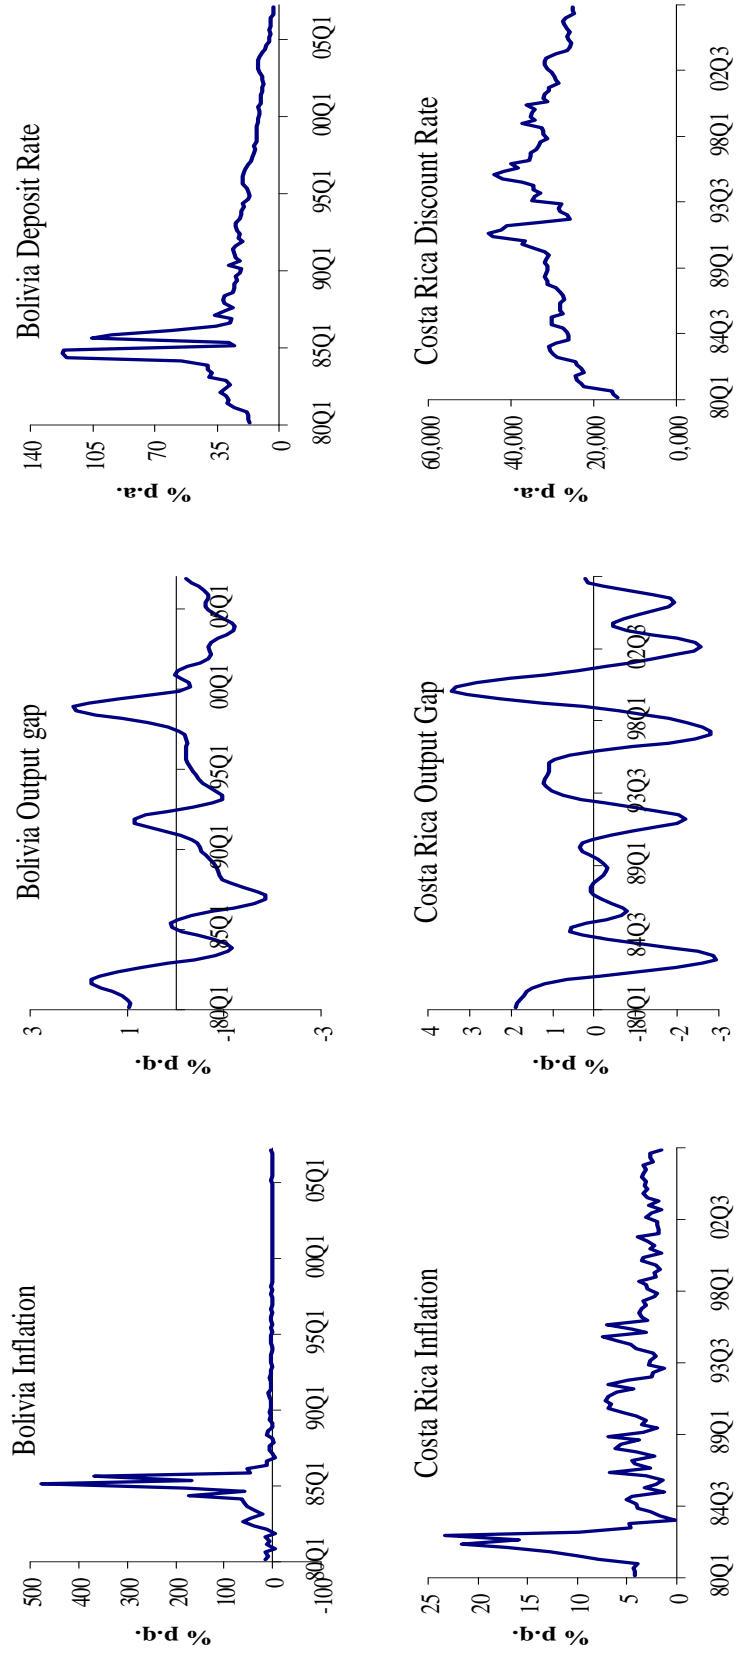 Bolivia Inflation
% p.q.
500
400
300
200
100
0
-100
80Q1 85Q1 90Q1 95Q1 00Q1 05Q1
Bolivia Output gap
% p.q.
3
1
-1
-3
80Q1 85Q1 90Q1 95Q1 00Q1 05Q1
Bolivia Deposit Rate
% p.a.
140
105
70
35
0
80Q1 85Q1 90Q1 95Q1 00Q1 05Q1
Costa Rica Inflation
% p.q.
25
20
15
10
5
0
80Q1 84Q3 89Q1 93Q3 98Q1 02Q3
Costa Rica Output Gap
% p.q.
4
3
2
1
0
-1
-2
-3
80Q1 84Q3 89Q1 93Q3 98Q1 02Q3
Costa Rica Discount Rate
% p.a.
60,000
40,000
20,000
0,000
80Q1 84Q3 89Q1 93Q3 98Q1 02Q3